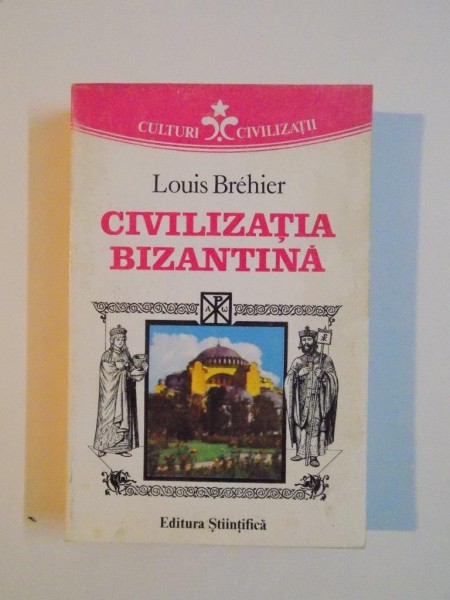 CULTURI CIVILIZAȚII
Louis Bréhier
CIVILIZAȚIA
BIZANTINĂ
A P ω
Editura Științifică